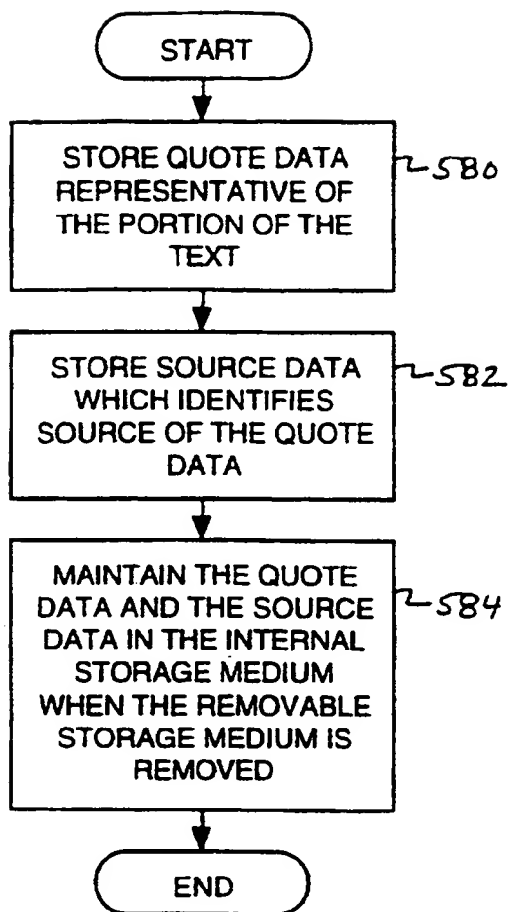 START
STORE QUOTE DATA
REPRESENTATIVE OF
THE PORTION OF THE
TEXT
580
STORE SOURCE DATA
WHICH IDENTIFIES
SOURCE OF THE QUOTE
DATA
582
MAINTAIN THE QUOTE
DATA AND THE SOURCE
DATA IN THE INTERNAL
STORAGE MEDIUM
WHEN THE REMOVABLE
STORAGE MEDIUM IS
REMOVED
584
END